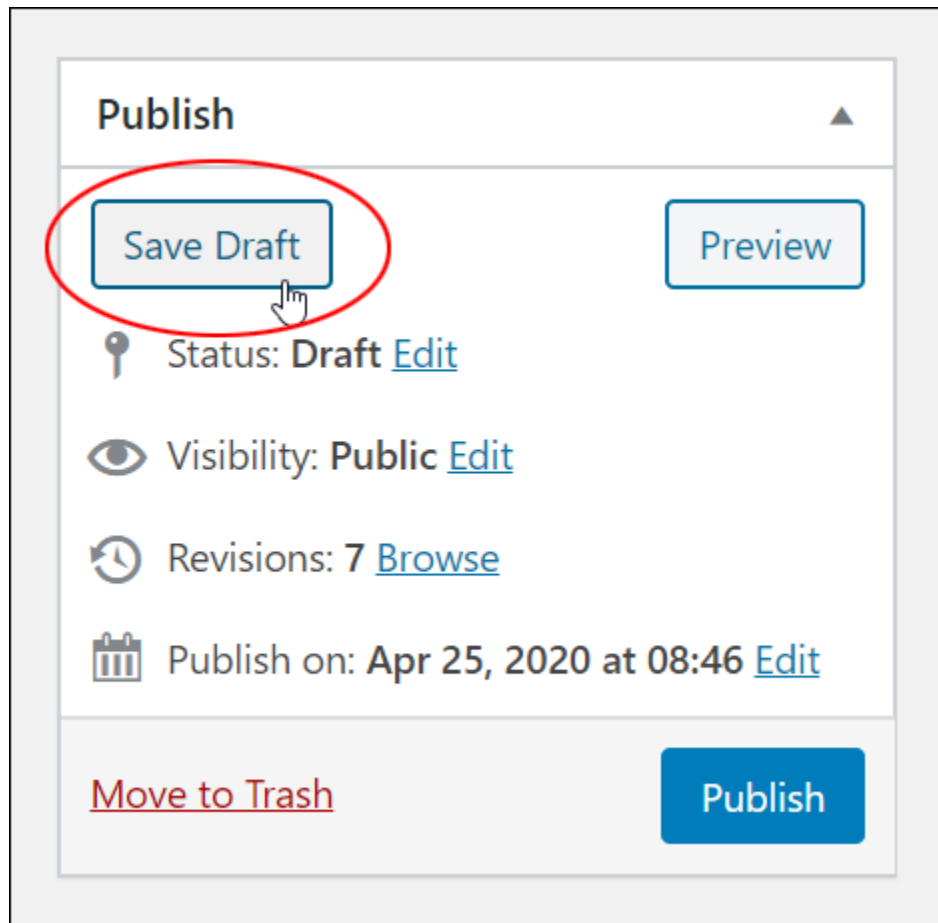 Publish
Save Draft Preview
Status: Draft Edit
Visibility: Public Edit
Revisions: 7 Browse
Publish on: Apr 25, 2020 at 08:46 Edit
Move to Trash Publish